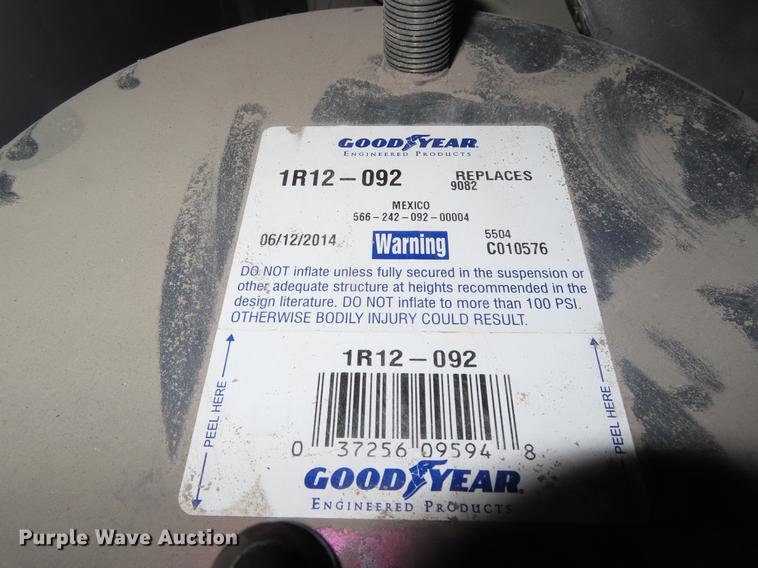 GOODYEAR
ENGINEERED PRODUCTS
1R12-092 REPLACES
9082
MEXICO
566-242-092-00004
06/12/2014 Warning 5504
C010576
DO NOT inflate unless fully secured in the suspension or
other adequate structure at heights recommended in the
design literature. DO NOT inflate to more than 100 PSI.
OTHERWISE BODILY INJURY COULD RESULT.
1R12-092
PEEL HERE
PEEL HERE
0 37256 09594 8
GOODYEAR
ENGINEERED PRODUCTS
Purple Wave Auction